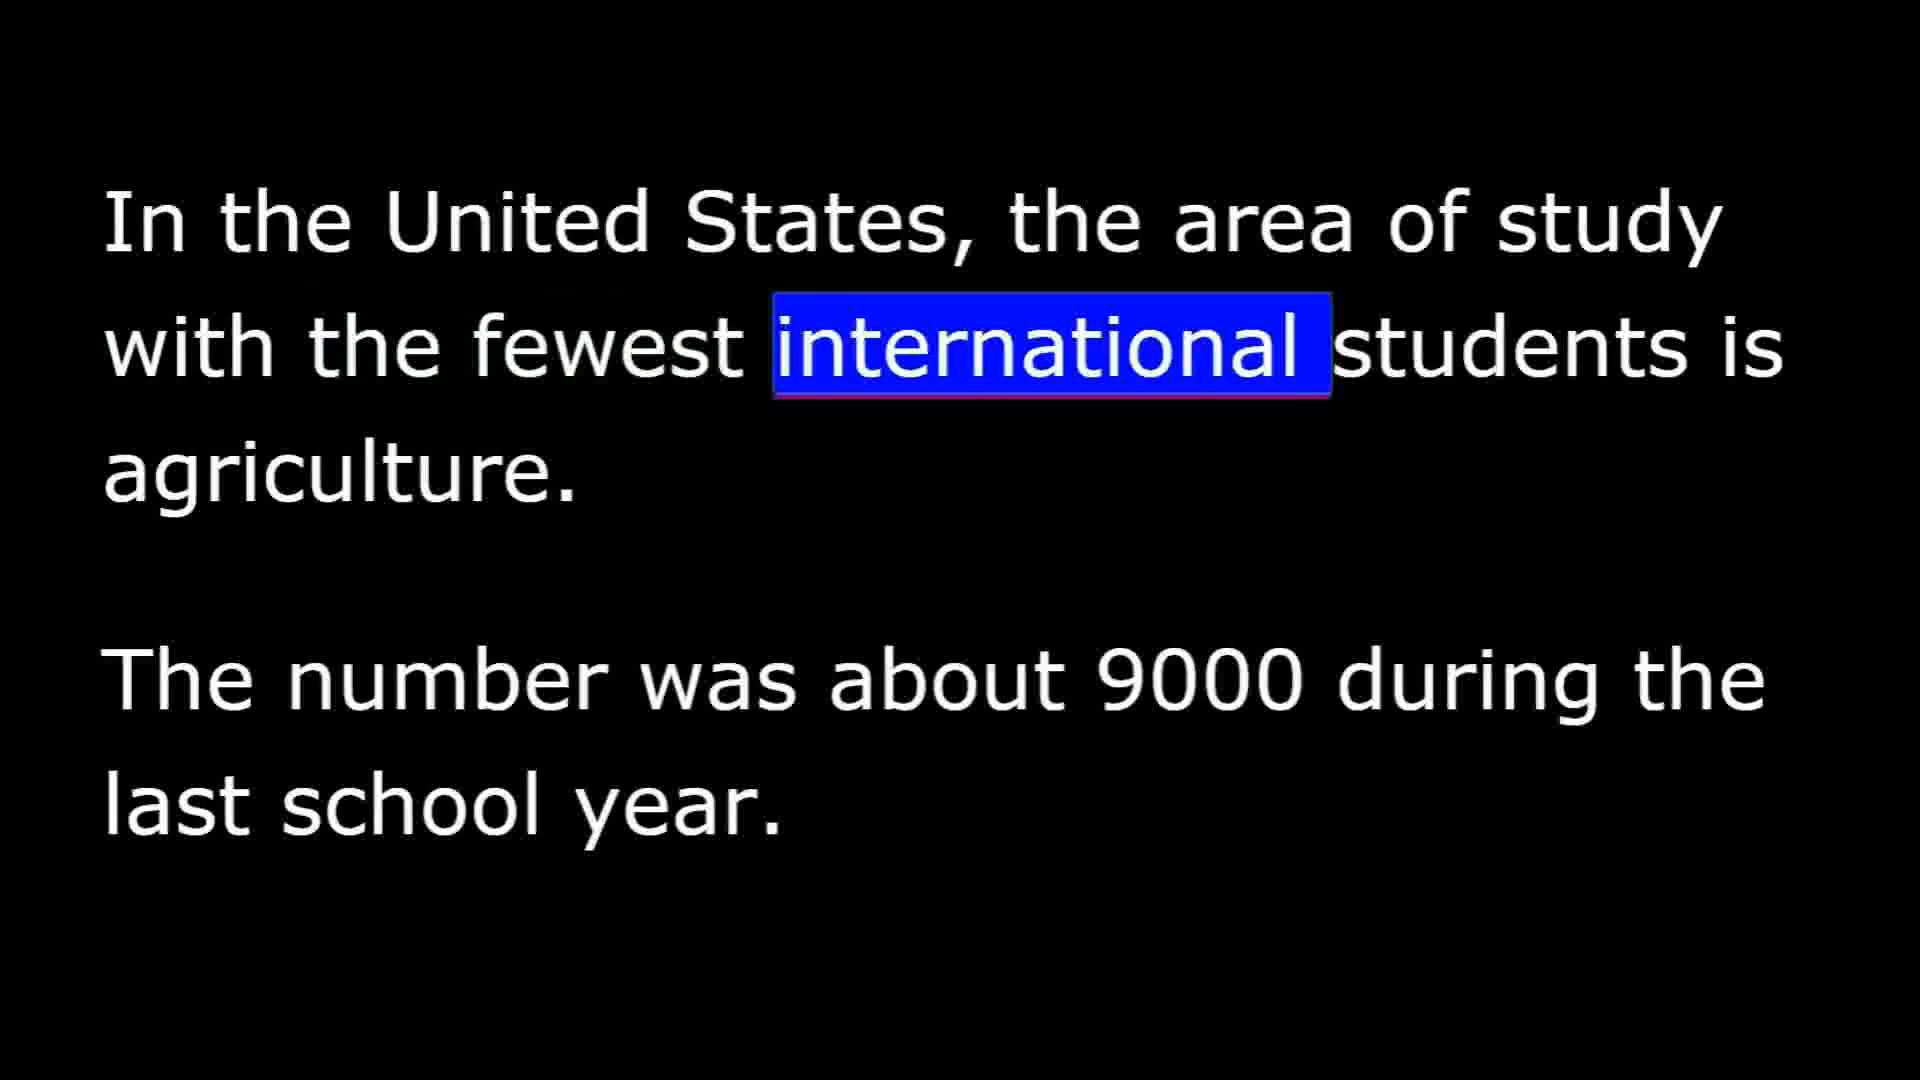 In the United States, the area of study
with the fewest international students is
agriculture.
The number was about 9000 during the
last school year.